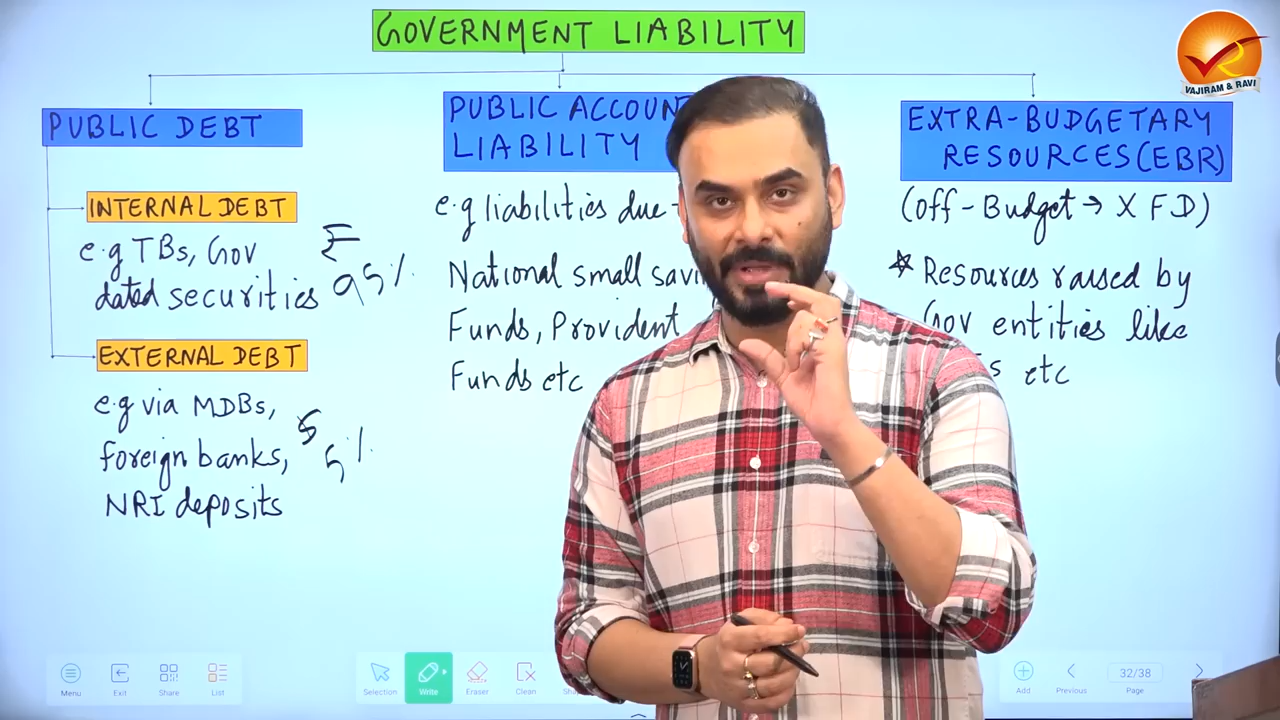 GOVERNMENT LIABILITY
VAJIRAM & RAVI
PUBLIC DEBT
INTERNAL DEBT
e.g TBs, Gov ₹
dated securities 95%
EXTERNAL DEBT
e.g via MDBs,
foreign banks, $ 5%
NRI deposits
PUBLIC ACCOUN
LIABILITY
e.g liabilities due
National small savi
Funds, Provident
Funds etc
EXTRA-BUDGETARY
RESOURCES(EBR)
(Off-Budget → X FD)
* Resources raised by
Gov entities like
s etc
Menu
Exit
Share
List
Selection
Write
Eraser
Clean
Add
Previous
32/38
Page